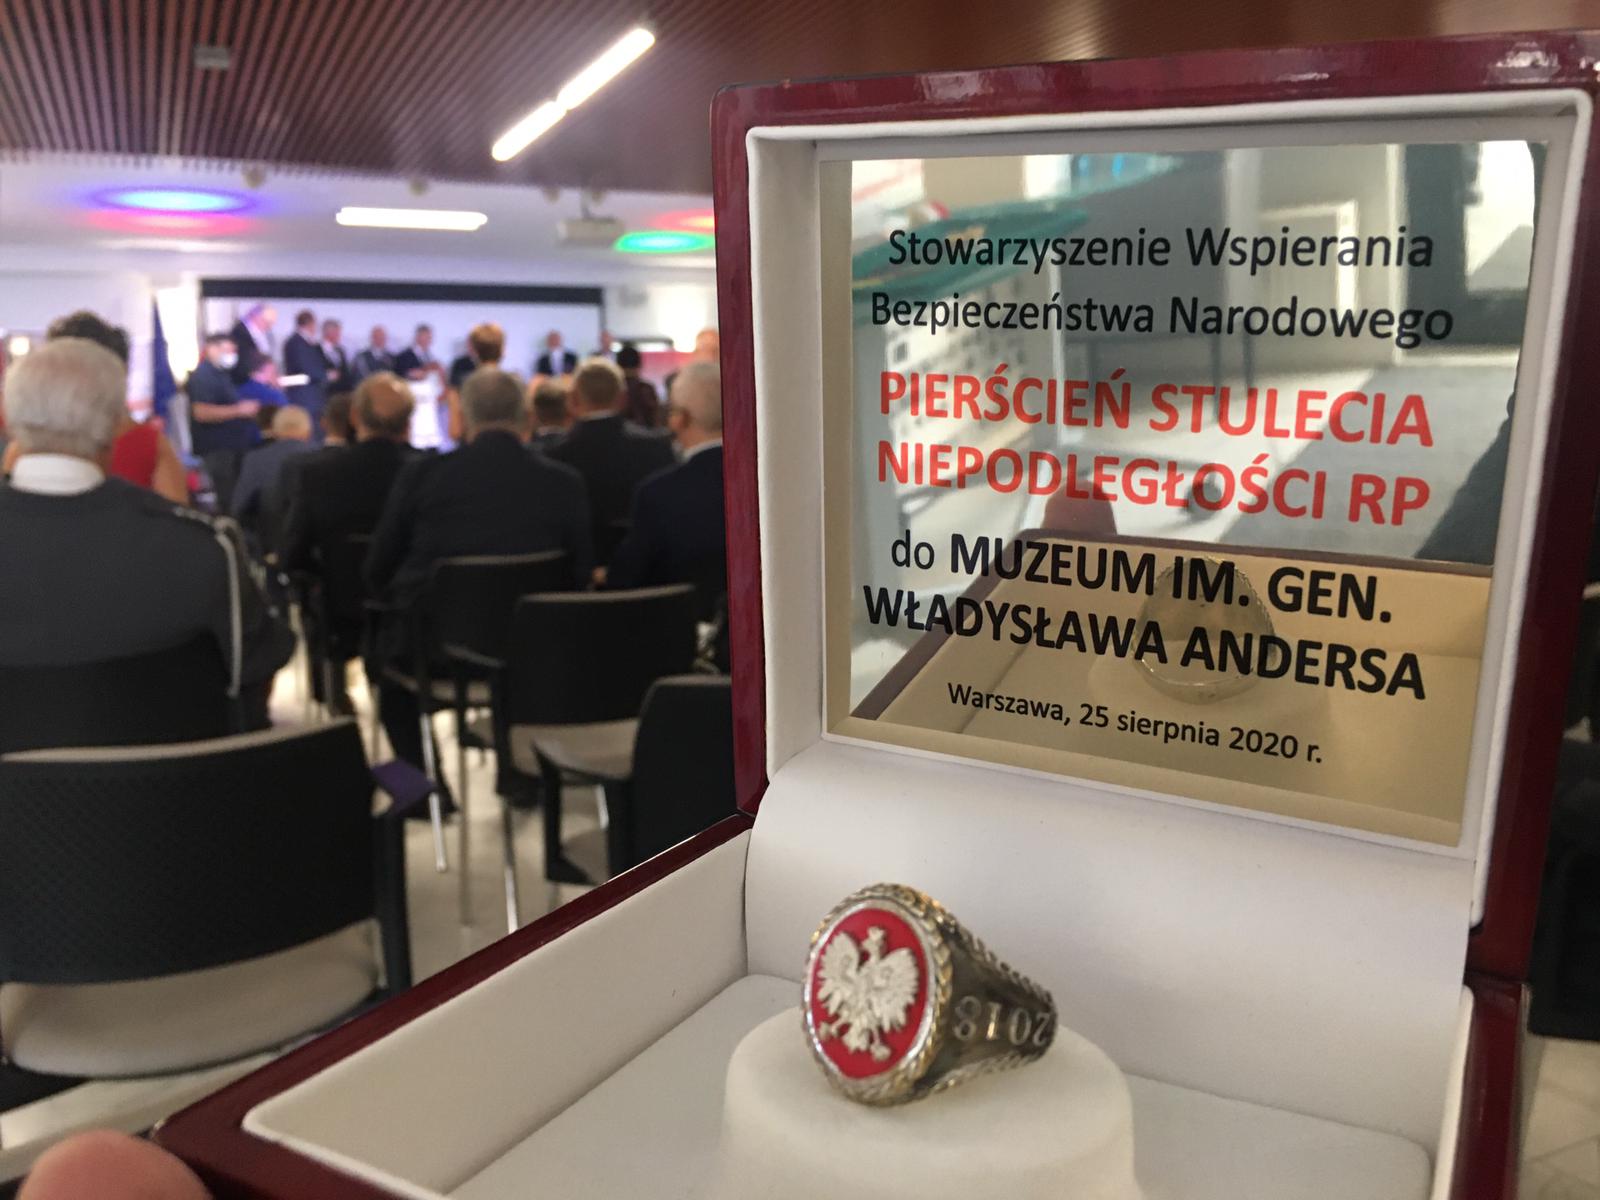 Stowarzyszenie Wspierania
Bezpieczeństwa Narodowego
PIERŚCIEŃ STULECIA
NIEPODLEGŁOŚCI RP
do MUZEUM IM. GEN.
WŁADYSŁAWA ANDERSA
Warszawa, 25 sierpnia 2020 r.
2018